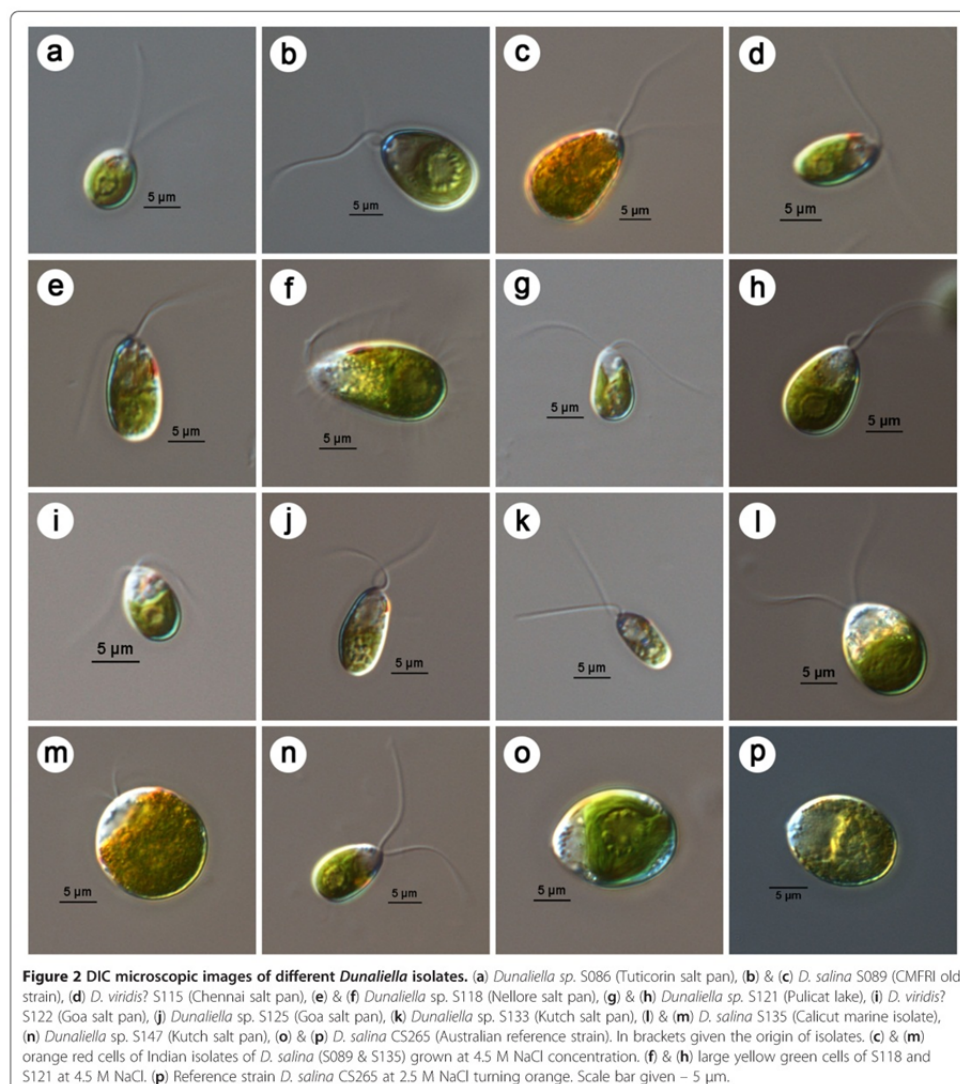 a
b
c
d
5 µm
5 µm
5 µm
5 µm
e
f
g
h
5 µm
5 µm
5 µm
5 µm
i
j
k
l
5 µm
5 µm
5 µm
5 µm
m
n
o
p
5 µm
5 µm
5 µm
5 µm
Figure 2 DIC microscopic images of different Dunaliella isolates. (a) Dunaliella sp. S086 (Tuticorin salt pan), (b) & (c) D. salina S089 (CMFRI old
strain), (d) D. viridis? S115 (Chennai salt pan), (e) & (f) Dunaliella sp. S118 (Nellore salt pan), (g) & (h) Dunaliella sp. S121 (Pulicat lake), (i) D. viridis?
S122 (Goa salt pan), (j) Dunaliella sp. S125 (Goa salt pan), (k) Dunaliella sp. S133 (Kutch salt pan), (l) & (m) D. salina S135 (Calicut marine isolate),
(n) Dunaliella sp. S147 (Kutch salt pan), (o) & (p) D. salina CS265 (Australian reference strain). In brackets given the origin of isolates. (c) & (m)
orange red cells of Indian isolates of D. salina (S089 & S135) grown at 4.5 M NaCl concentration. (f) & (h) large yellow green cells of S118 and
S121 at 4.5 M NaCl. (p) Reference strain D. salina CS265 at 2.5 M NaCl turning orange. Scale bar given – 5 µm.